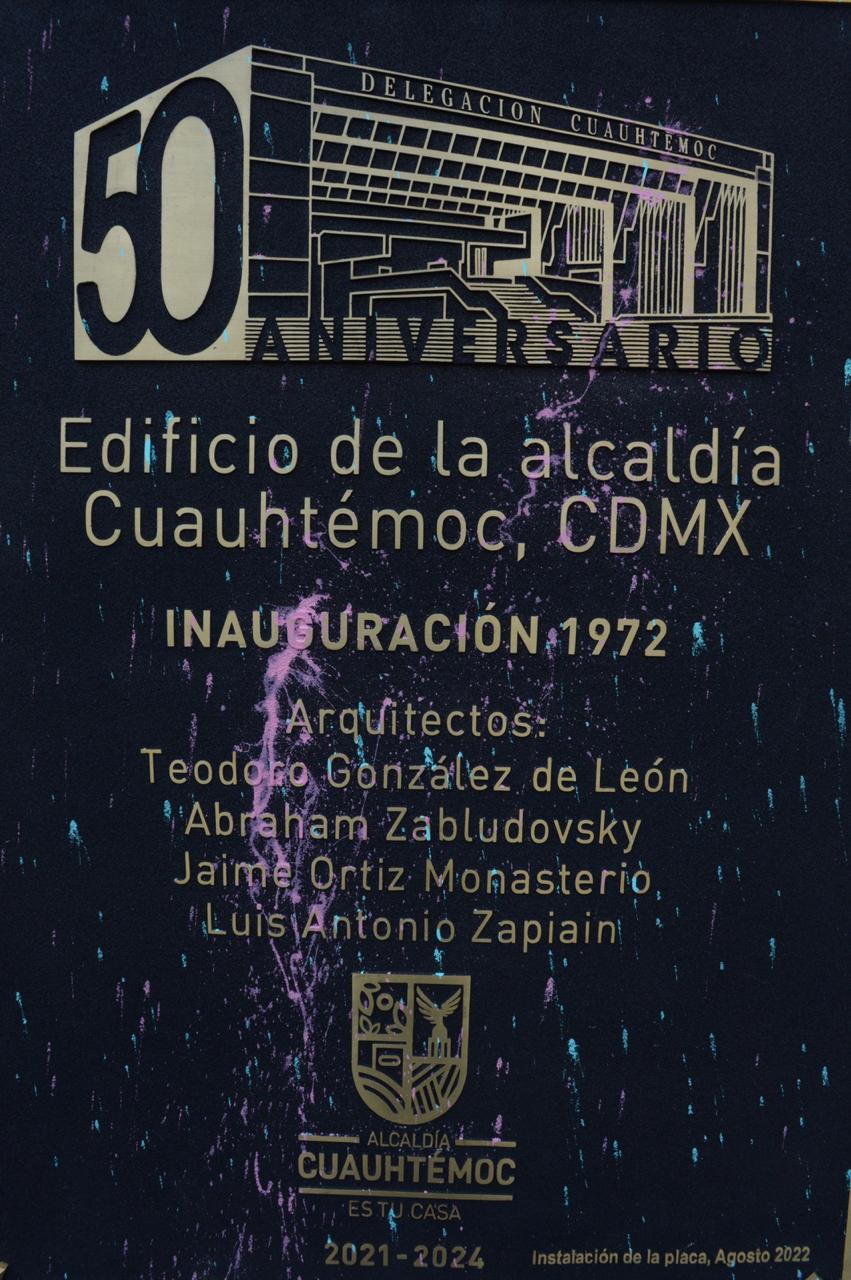 50
DELEGACION CUAUHTEMOC
ANIVERSARIO
Edificio de la alcaldía
Cuauhtémoc, CDMX
INAUGURACIÓN 1972
Arquitectos:
Teodoro González de León
Abraham Zabludovsky
Jaime Ortiz Monasterio
Luis Antonio Zapiain
ALCALDÍA
CUAUHTÉMOC
ES TU CASA
2021-2024
Instalación de la placa, Agosto 2022